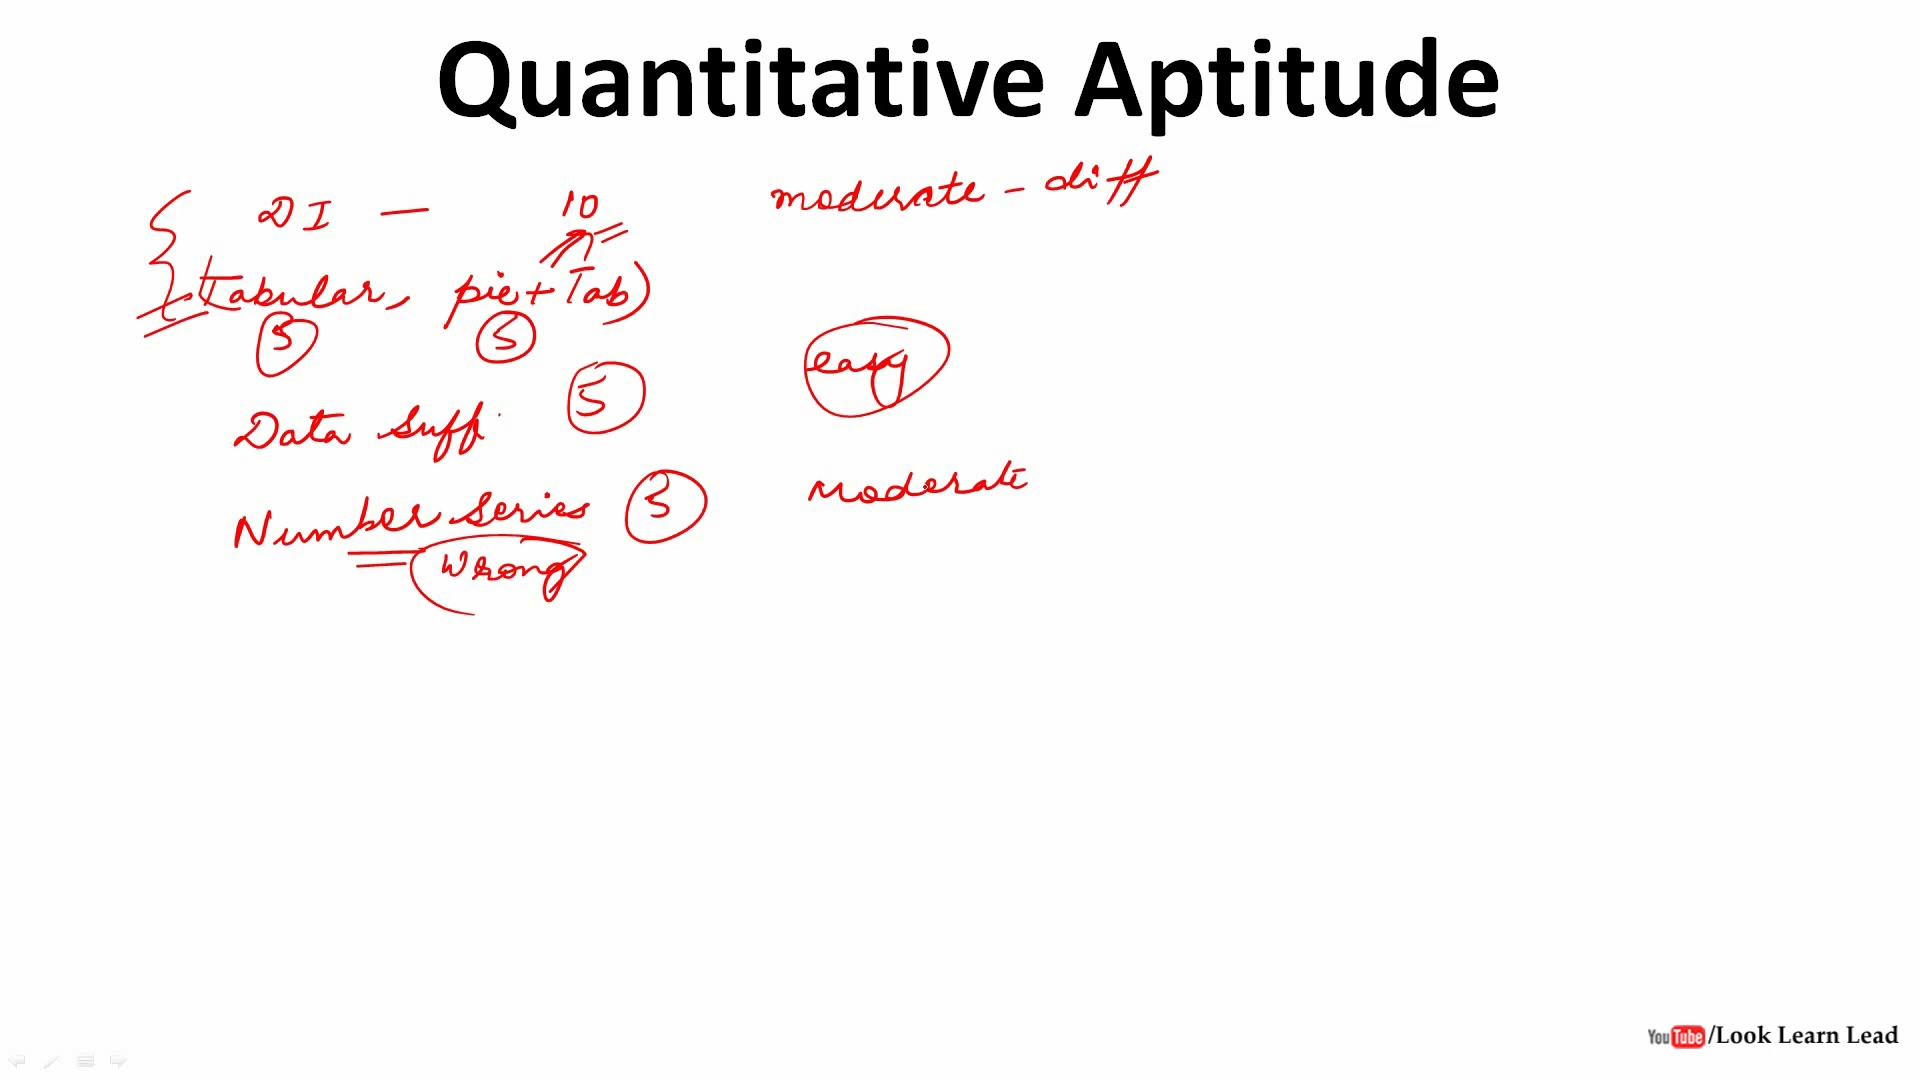 Quantitative Aptitude
DI - 10 moderate - diff
(tabular, pie + Tab)
5 5
Data Suff. 5 easy
Number Series 5 Moderate
Wrong
YouTube/Look Learn Lead